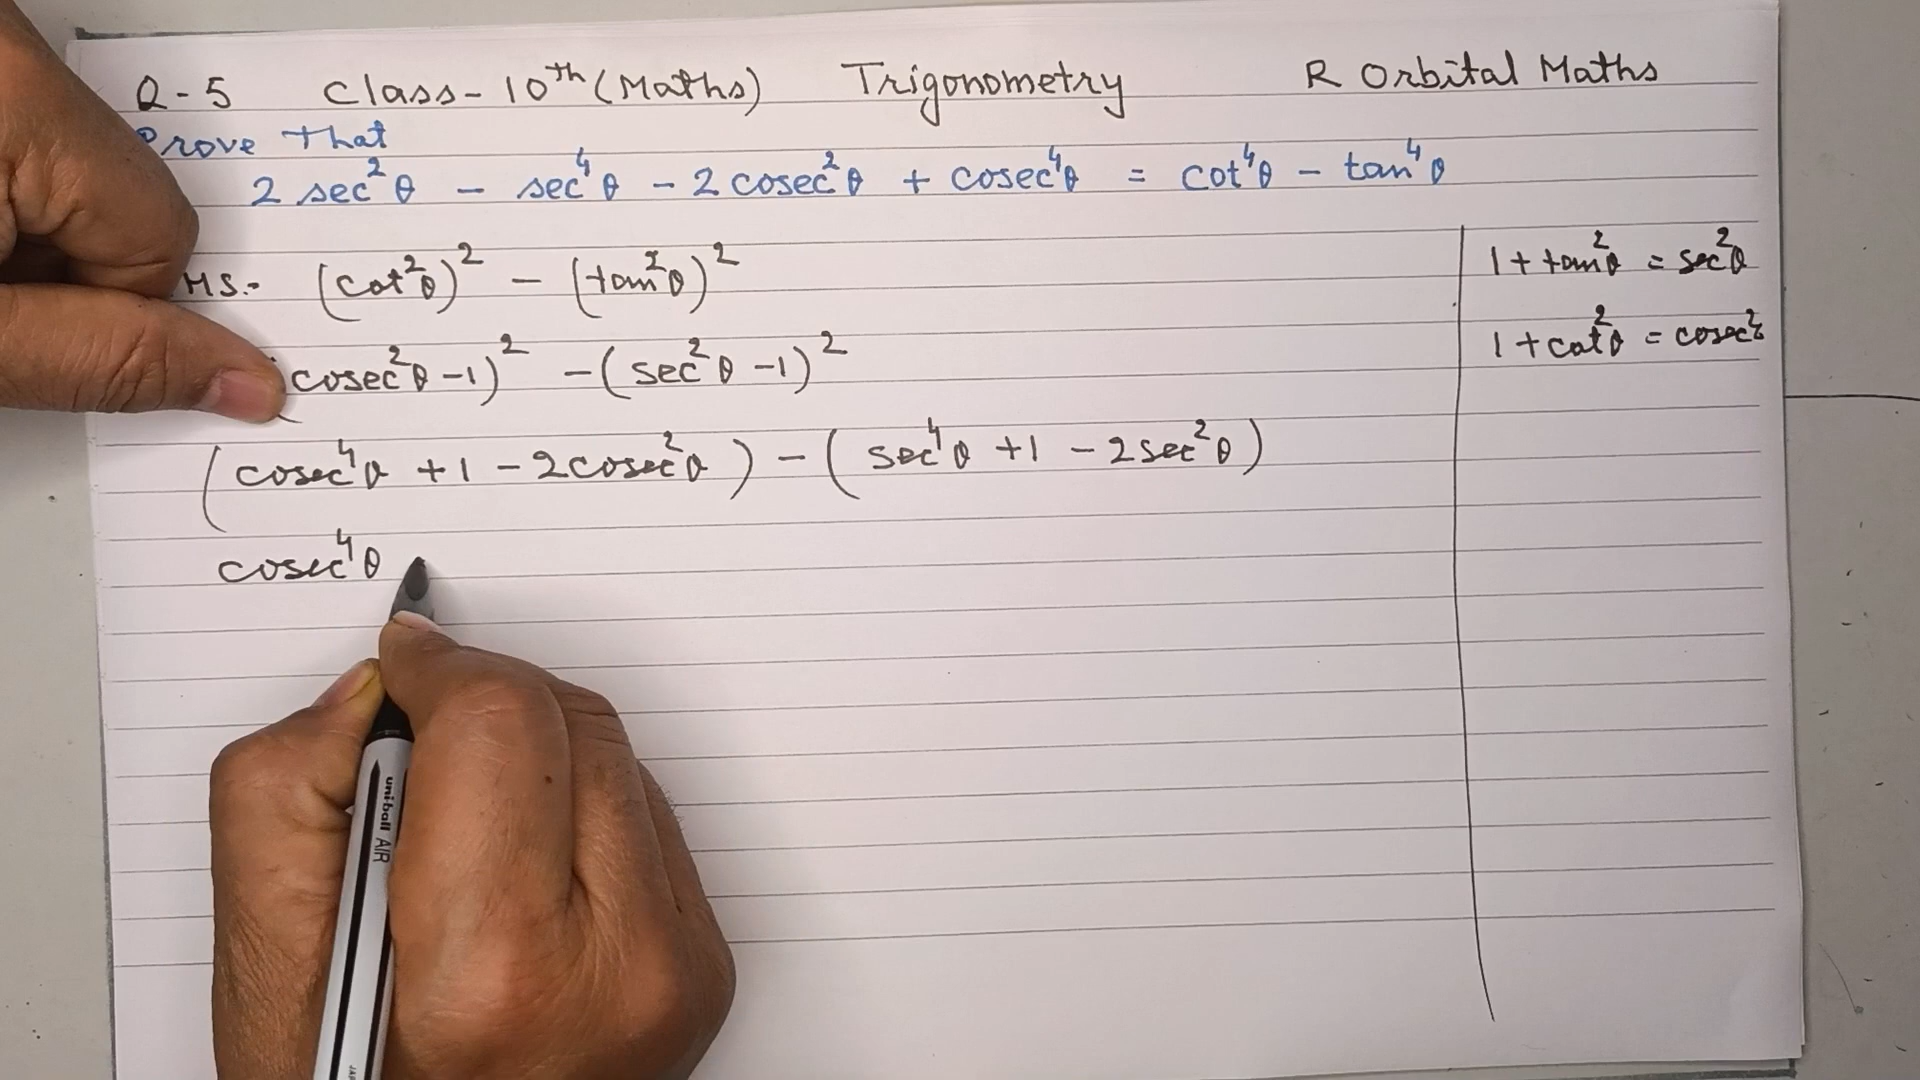 Q-5 Class-10th (Maths) Trigonometry R Orbital Maths
Prove That
2 sec²θ - sec⁴θ - 2 cosec²θ + cosec⁴θ = cot⁴θ - tan⁴θ
HS:- (cot²θ)² - (tan²θ)²
cosec²θ -1)² -(sec²θ -1)²
(cosec⁴θ +1 -2cosec²θ) - (sec⁴θ +1 - 2sec²θ)
cosec⁴θ
1+tan²θ = sec²θ
1+cot²θ = cosec²θ
uni-ball AIR